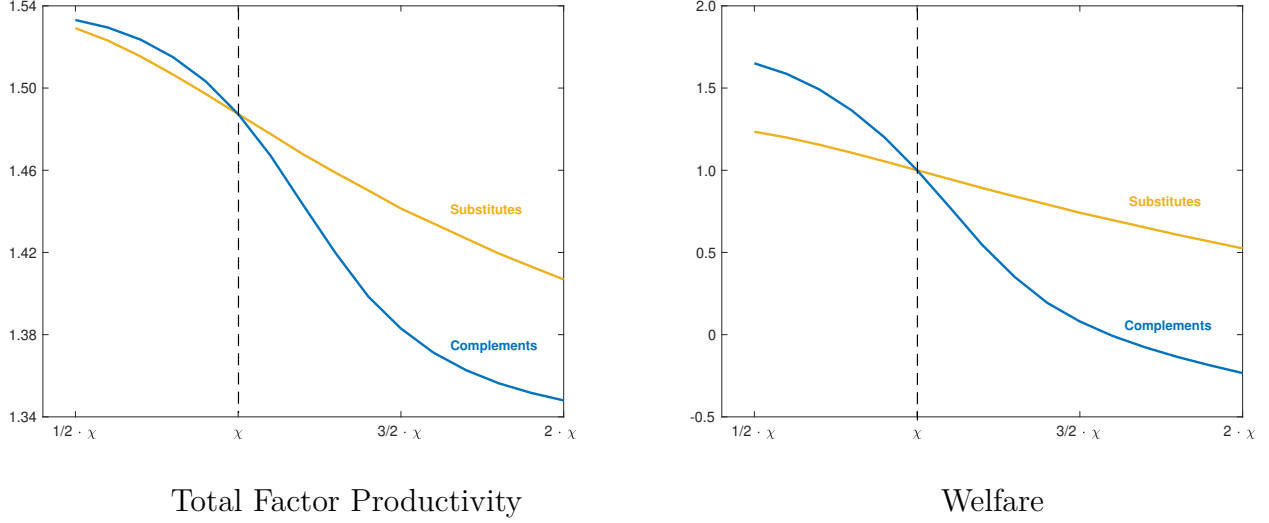 1.54
1.50
1.46
1.42
1.38
1.34
Substitutes
Complements
1/2 · χ
χ
3/2 · χ
2 · χ
Total Factor Productivity
2.0
1.5
1.0
0.5
0
-0.5
Substitutes
Complements
1/2 · χ
χ
3/2 · χ
2 · χ
Welfare